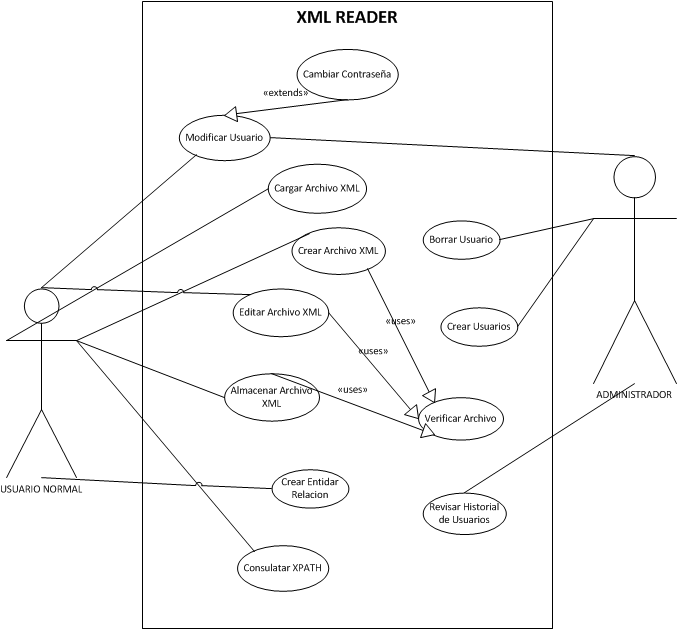 XML READER
Cambiar Contraseña
«extends»
Modificar Usuario
Cargar Archivo XML
Borrar Usuario
Crear Archivo XML
Editar Archivo XML
«uses»
Crear Usuarios
«uses»
Almacenar Archivo
XML
«uses»
ADMINISTRADOR
Verificar Archivo
USUARIO NORMAL
Crear Entidar
Relacion
Revisar Historial
de Usuarios
Consulatar XPATH